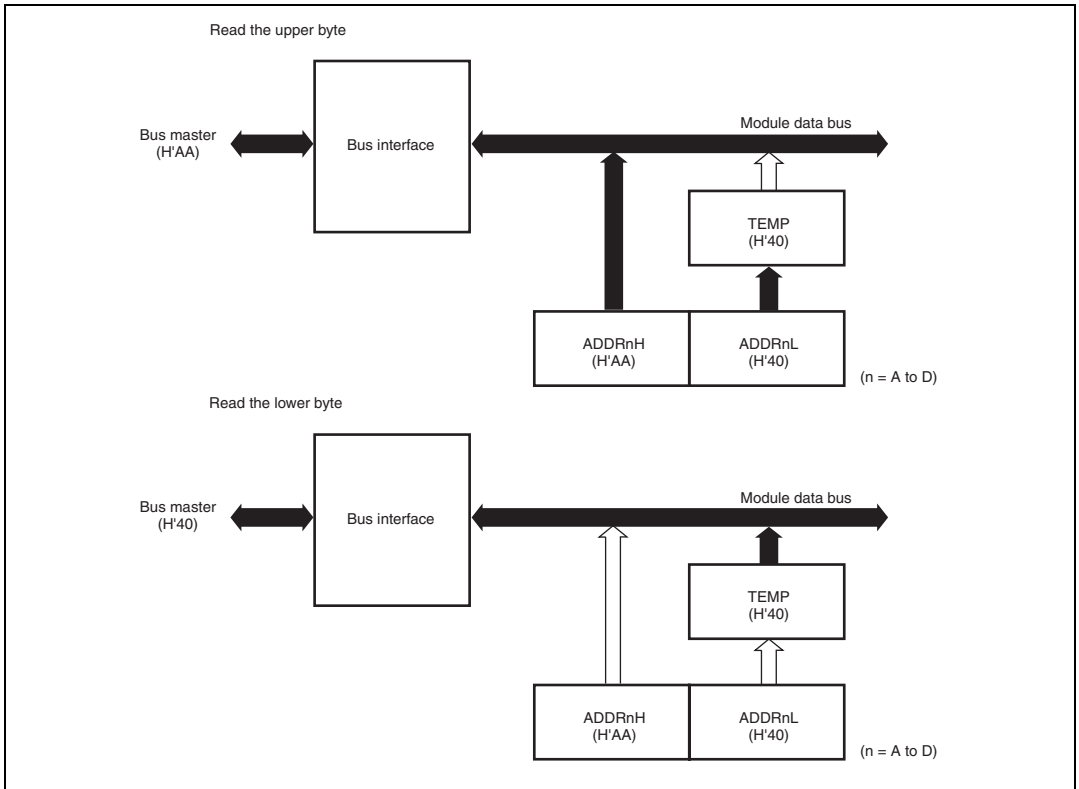 Read the upper byte
Module data bus
Bus master
(H'AA)
Bus interface
TEMP
(H'40)
ADDRnH
(H'AA)
ADDRnL
(H'40)
(n = A to D)
Read the lower byte
Module data bus
Bus master
(H'40)
Bus interface
TEMP
(H'40)
ADDRnH
(H'AA)
ADDRnL
(H'40)
(n = A to D)